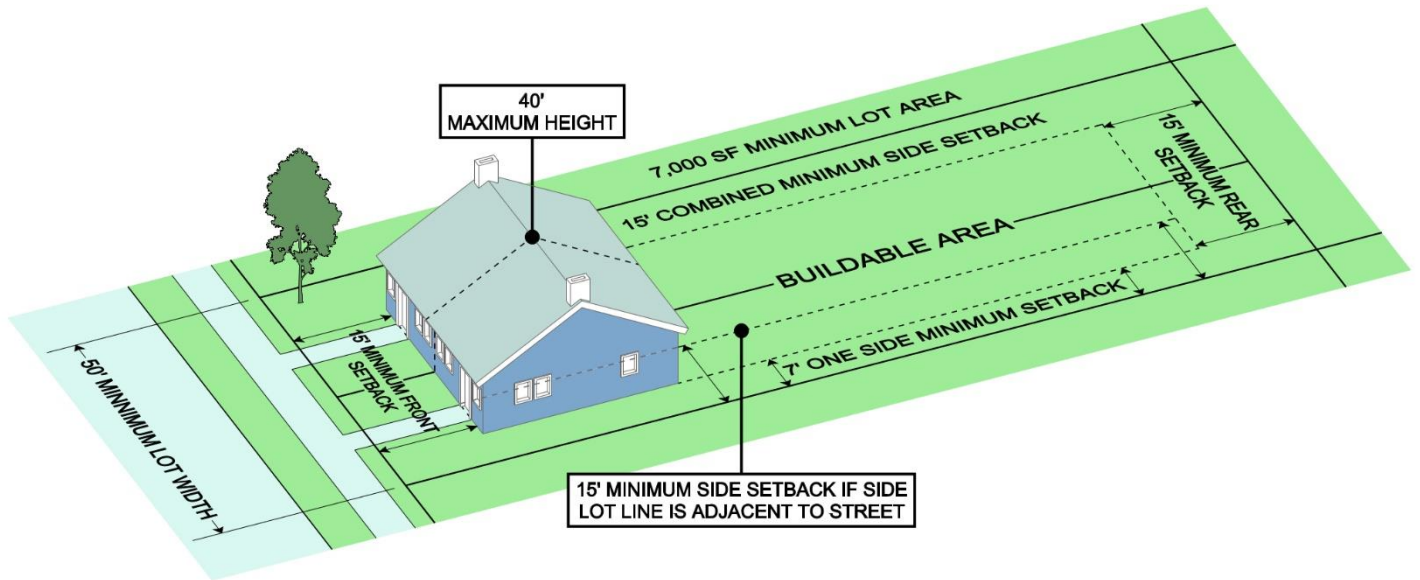 40'
MAXIMUM HEIGHT
7,000 SF MINIMUM LOT AREA
15' COMBINED MINIMUM SIDE SETBACK
15' MINIMUM REAR
SETBACK
BUILDABLE AREA
7' ONE SIDE MINIMUM SETBACK
15' MINIMUM FRONT
SETBACK
50' MINNIMUM LOT WIDTH
15' MINIMUM SIDE SETBACK IF SIDE
LOT LINE IS ADJACENT TO STREET